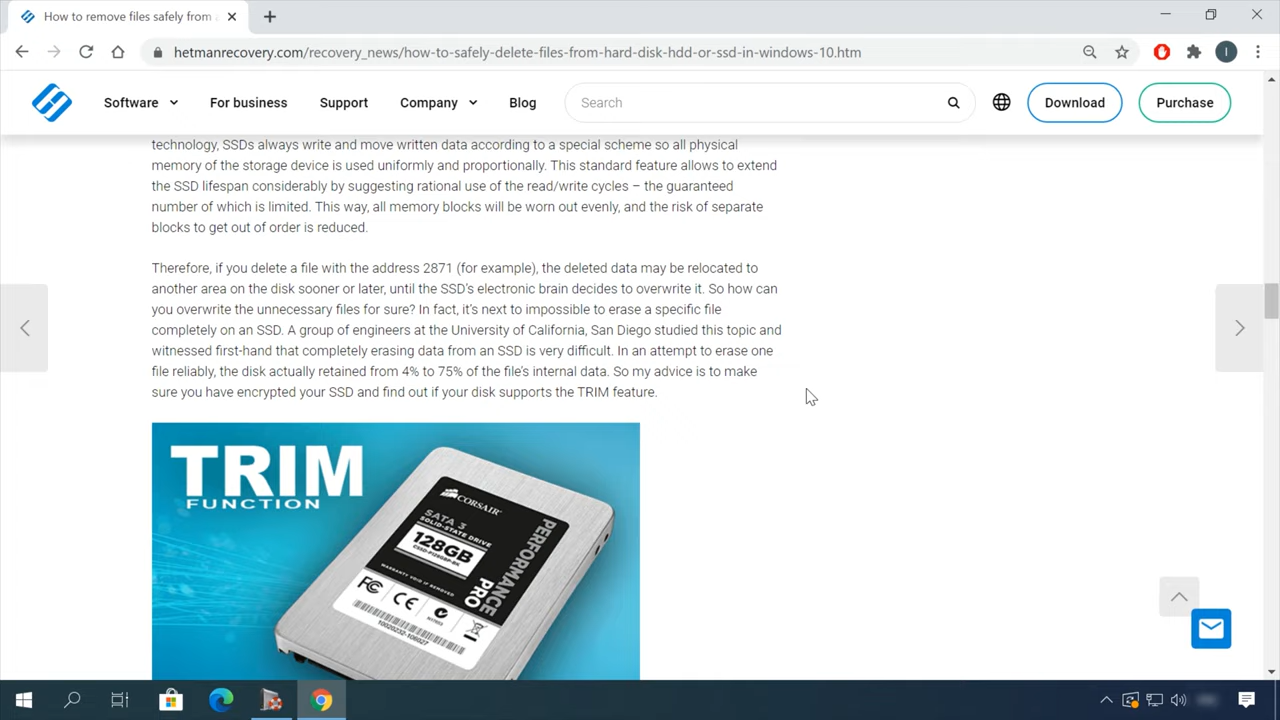 How to remove files safely from
hetmanrecovery.com/recovery_news/how-to-safely-delete-files-from-hard-disk-hdd-or-ssd-in-windows-10.htm
I
Software
For business
Support
Company
Blog
Search
Download
Purchase
technology, SSDs always write and move written data according to a special scheme so all physical
memory of the storage device is used uniformly and proportionally. This standard feature allows to extend
the SSD lifespan considerably by suggesting rational use of the read/write cycles – the guaranteed
number of which is limited. This way, all memory blocks will be worn out evenly, and the risk of separate
blocks to get out of order is reduced.
Therefore, if you delete a file with the address 2871 (for example), the deleted data may be relocated to
another area on the disk sooner or later, until the SSD's electronic brain decides to overwrite it. So how can
you overwrite the unnecessary files for sure? In fact, it's next to impossible to erase a specific file
completely on an SSD. A group of engineers at the University of California, San Diego studied this topic and
witnessed first-hand that completely erasing data from an SSD is very difficult. In an attempt to erase one
file reliably, the disk actually retained from 4% to 75% of the file's internal data. So my advice is to make
sure you have encrypted your SSD and find out if your disk supports the TRIM feature.
TRIM
FUNCTION
CORSAIR
SATA 3
SOLID-STATE DRIVE
128GB
PERFORMANCE
PRO
WARRANTY VOID IF REMOVED
FC CE